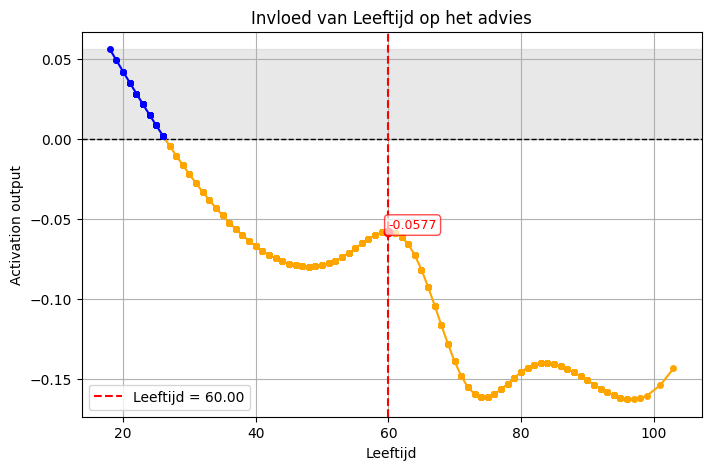 Invloed van Leeftijd op het advies
Activation output
0.05
0.00
−0.05
−0.10
−0.15
-0.0577
Leeftijd = 60.00
20
40
60
80
100
Leeftijd